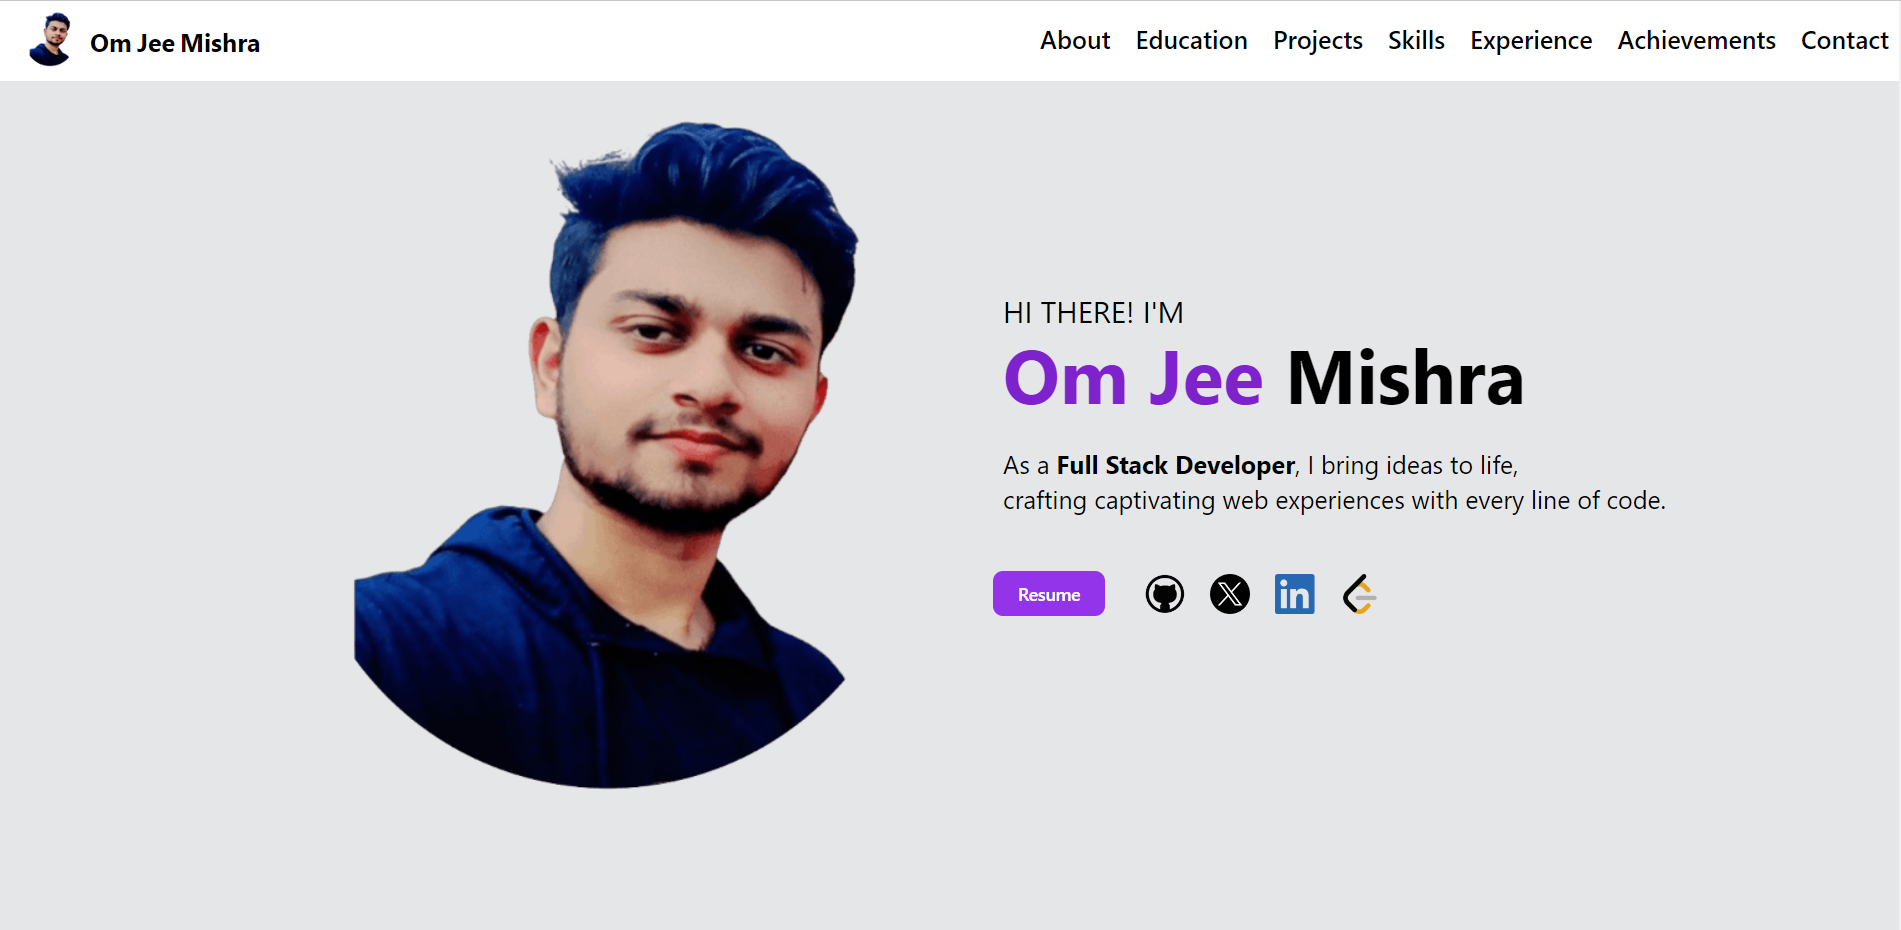 Om Jee Mishra
About Education Projects Skills Experience Achievements Contact
HI THERE! I'M
Om Jee Mishra
As a Full Stack Developer, I bring ideas to life,
crafting captivating web experiences with every line of code.
Resume
in